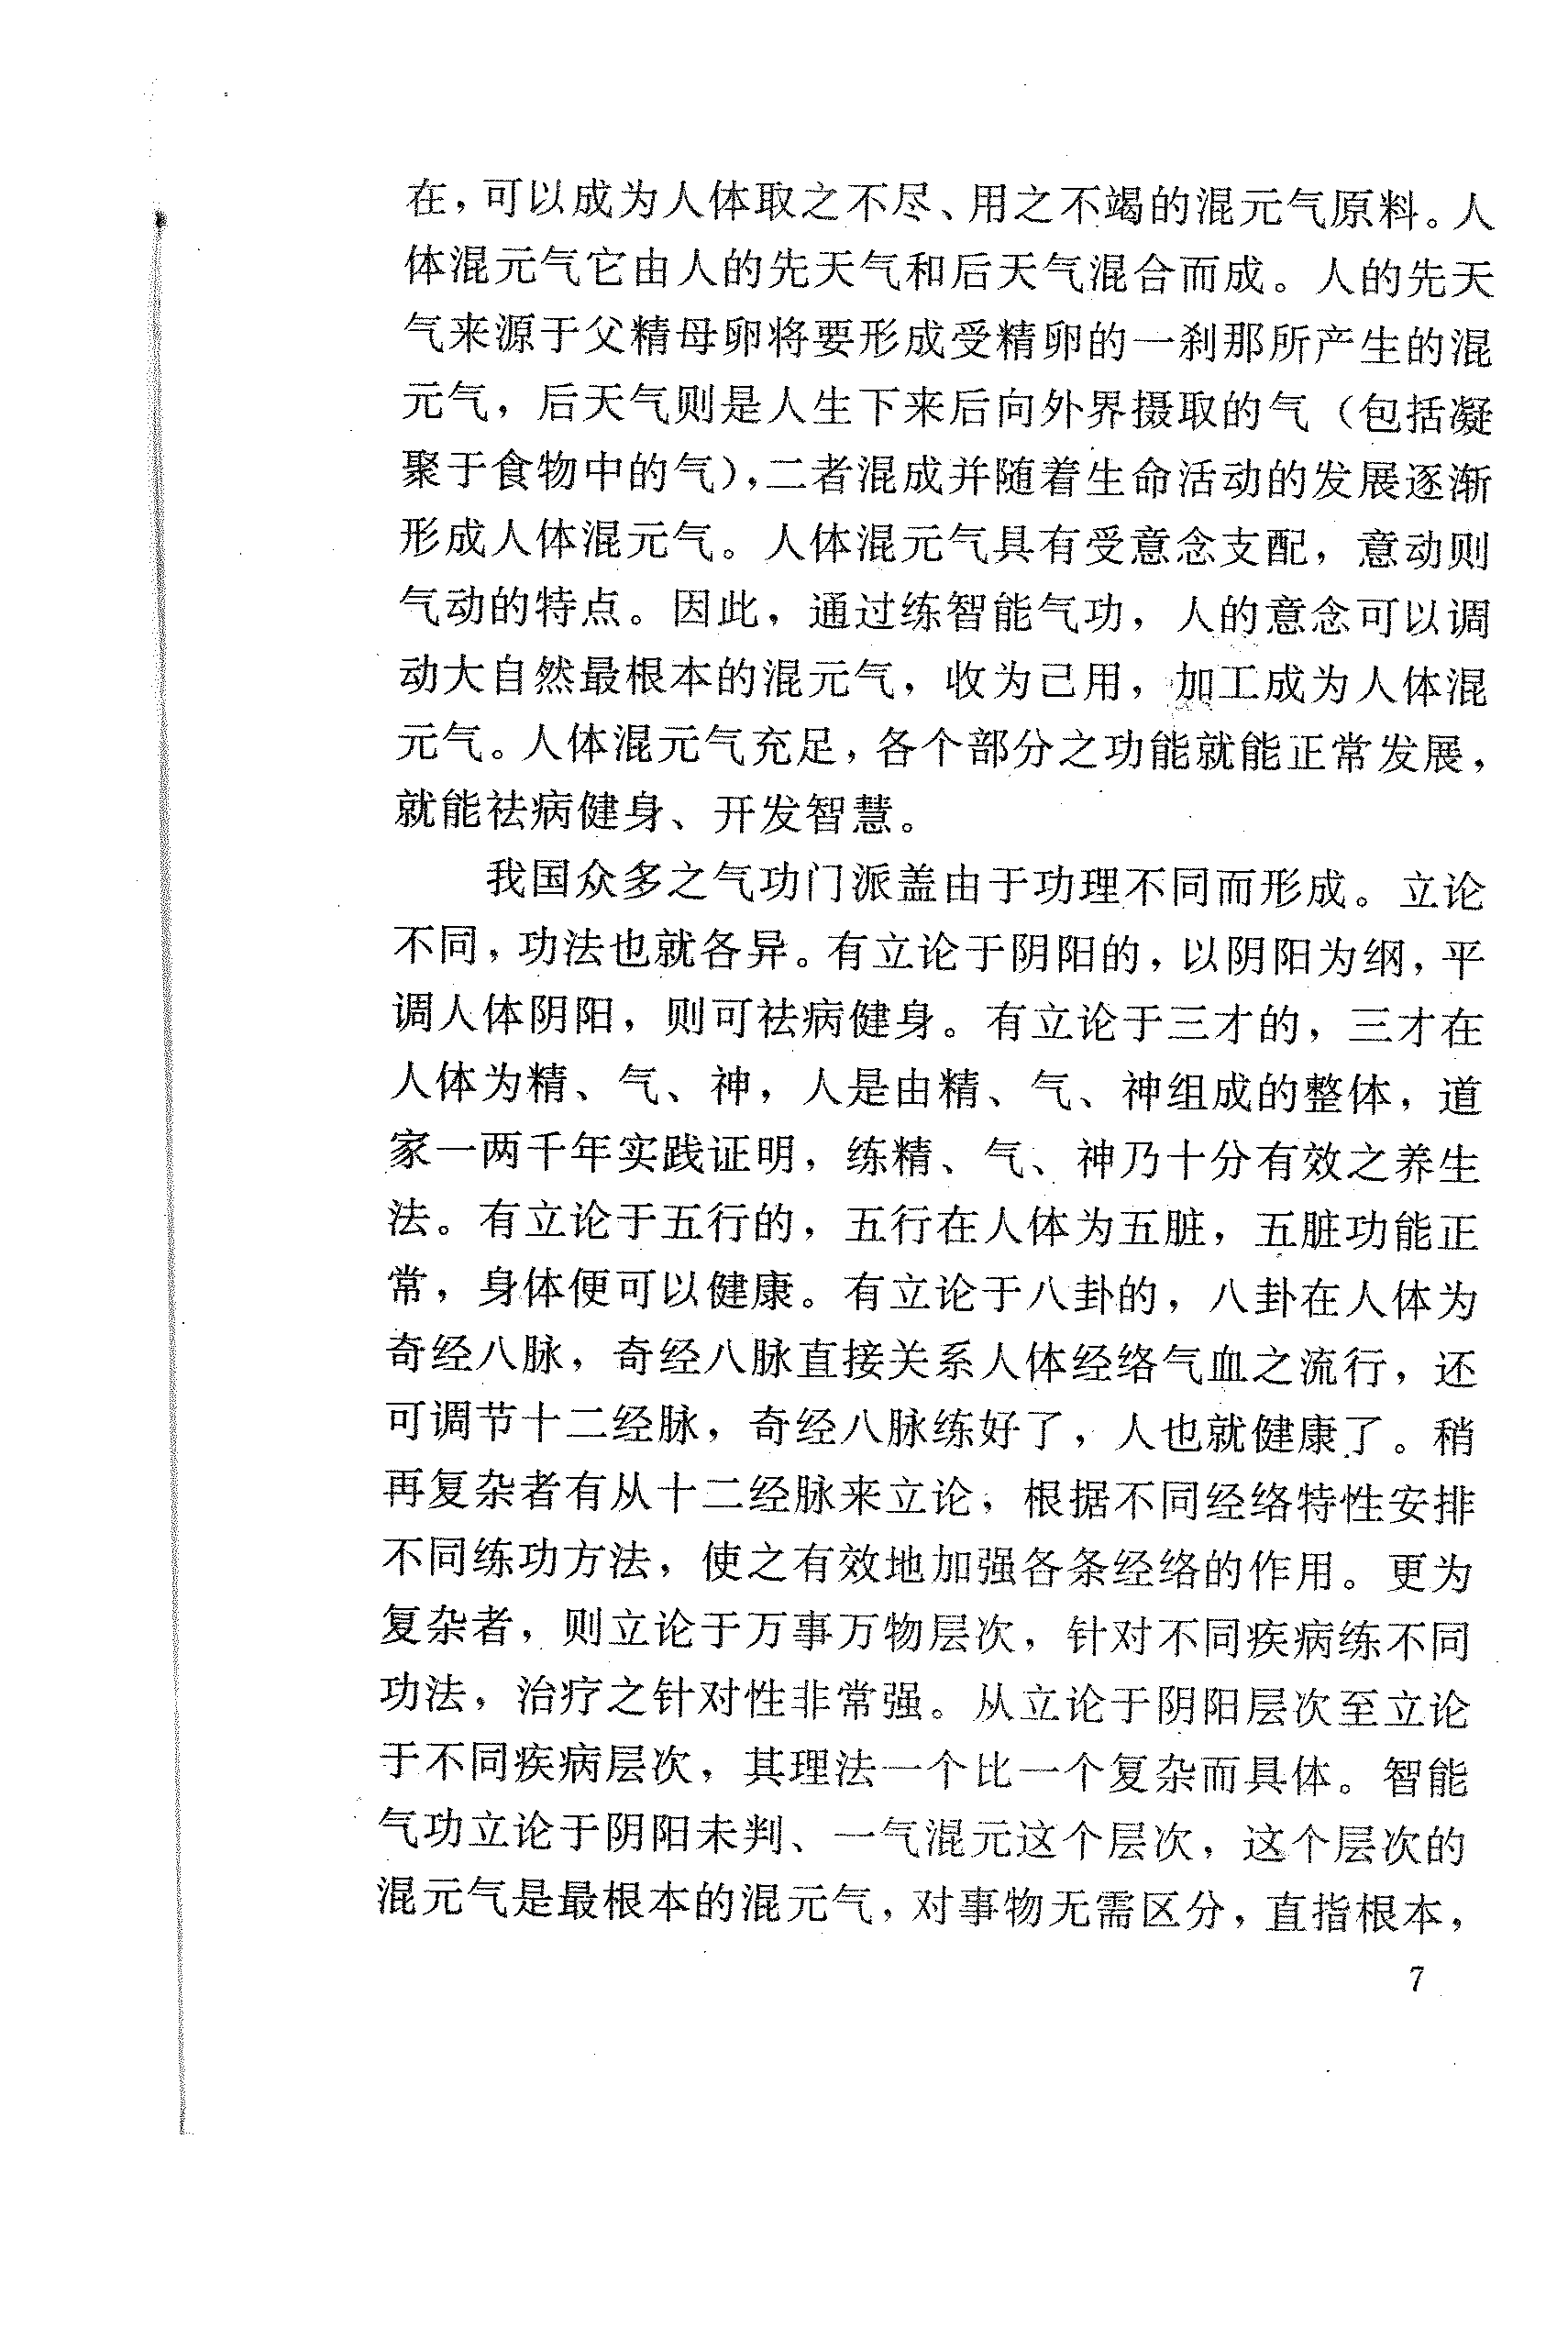 在，可以成为人体取之不尽、用之不竭的混元气原料。人
体混元气它由人的先天气和后天气混合而成。人的先天
气来源于父精母卵将要形成受精卵的一刹那所产生的混
元气，后天气则是人生下来后向外界摄取的气（包括凝
聚于食物中的气），二者混成并随着生命活动的发展逐渐
形成人体混元气。人体混元气具有受意念支配，意动则
气动的特点。因此，通过练智能气功，人的意念可以调
动大自然最根本的混元气，收为己用，加工成为人体混
元气。人体混元气充足，各个部分之功能就能正常发展，
就能祛病健身、开发智慧。
我国众多之气功门派盖由于功理不同而形成。立论
不同，功法也就各异。有立论于阴阳的，以阴阳为纲，平
调人体阴阳，则可祛病健身。有立论于三才的，三才在
人体为精、气、神，人是由精、气、神组成的整体，道
家一两千年实践证明，练精、气、神乃十分有效之养生
法。有立论于五行的，五行在人体为五脏，五脏功能正
常，身体便可以健康。有立论于八卦的，八卦在人体为
奇经八脉，奇经八脉直接关系人体经络气血之流行，还
可调节十二经脉，奇经八脉练好了，人也就健康了。稍
再复杂者有从十二经脉来立论，根据不同经络特性安排
不同练功方法，使之有效地加强各条经络的作用。更为
复杂者，则立论于万事万物层次，针对不同疾病练不同
功法，治疗之针对性非常强。从立论于阴阳层次至立论
于不同疾病层次，其理法一个比一个复杂而具体。智能
气功立论于阴阳未判、一气混元这个层次，这个层次的
混元气是最根本的混元气，对事物无需区分，直指根本，
7